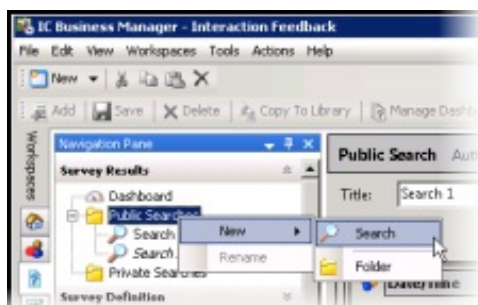 IC Business Manager - Interaction Feedback
File Edit View Workspaces Tools Actions Help
New
Add Save Delete Copy To Library Manage Dashb
Workspaces
Navigation Pane
Public Search
Survey Results
Title: Search 1
Dashboard
Public Searches
Search New Search
Search Rename
Folder
Private Searches
Date/Time
Survey Definition